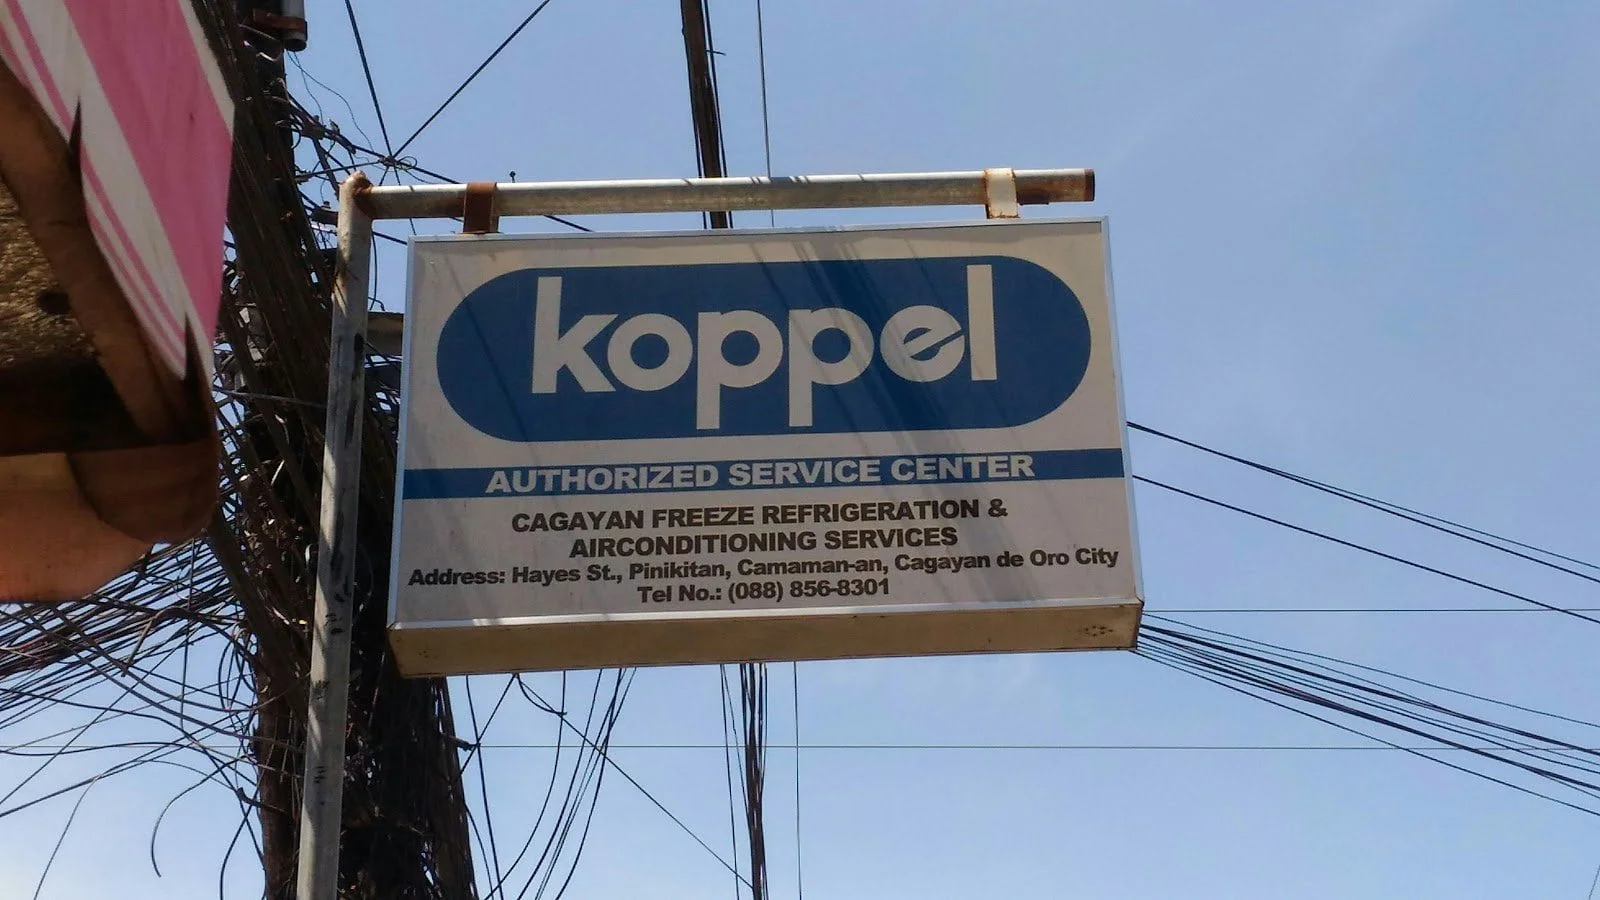 koppel
AUTHORIZED SERVICE CENTER
CAGAYAN FREEZE REFRIGERATION &
AIRCONDITIONING SERVICES
Address: Hayes St., Pinikitan, Camaman-an, Cagayan de Oro City
Tel No.: (088) 856-8301